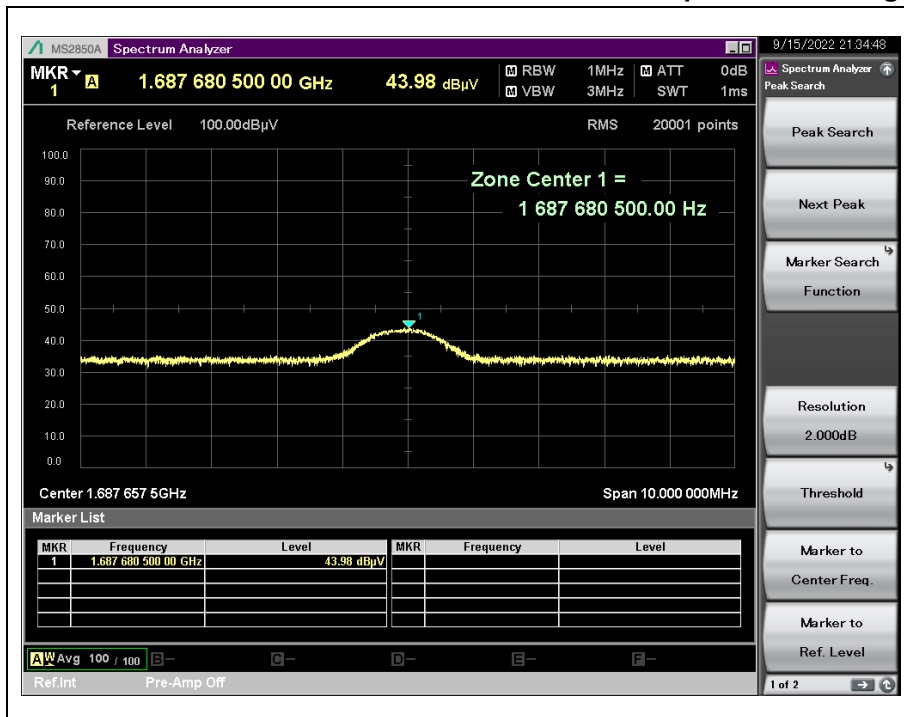 MS2850A Spectrum Analyzer
9/15/2022 21:34:48
MKR 1 A 1.687 680 500 00 GHz 43.98 dBµV
M RBW 1MHz M ATT 0dB
M VBW 3MHz SWT 1ms
Reference Level 100.00dBµV RMS 20001 points
100.0
90.0
80.0
70.0
60.0
50.0
40.0
30.0
20.0
10.0
0.0
Zone Center 1 =
1 687 680 500.00 Hz
1
Center 1.687 657 5GHz Span 10.000 000MHz
Marker List
MKR Frequency Level MKR Frequency Level
1 1.687 680 500 00 GHz 43.98 dBµV
A W Avg 100 / 100 B — C — D — E — F —
Ref.Int Pre-Amp Off
Spectrum Analyzer
Peak Search
Peak Search
Next Peak
Marker Search
Function
Resolution
2.000dB
Threshold
Marker to
Center Freq.
Marker to
Ref. Level
1 of 2